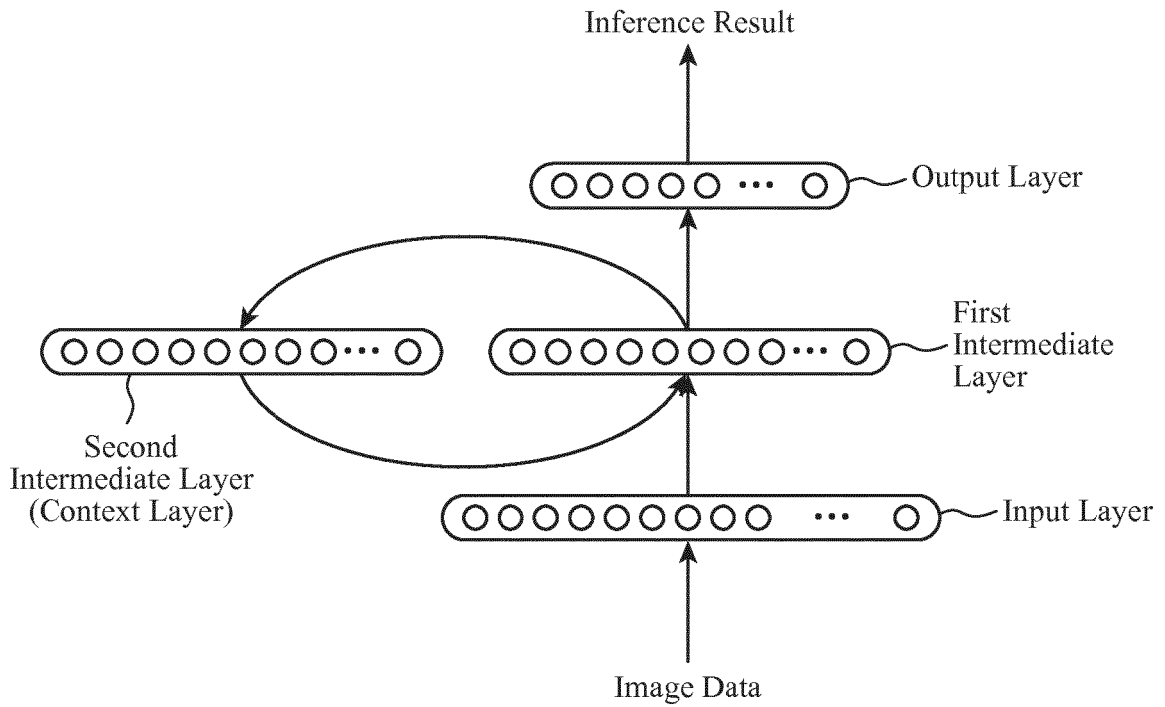 Inference Result
Output Layer
First
Intermediate
Layer
Second
Intermediate Layer
(Context Layer)
Input Layer
Image Data